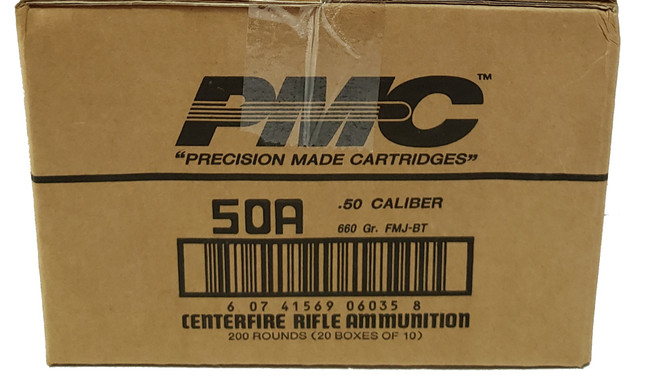 PMC™
"PRECISION MADE CARTRIDGES"
50A .50 CALIBER
660 Gr. FMJ-BT
6 07 41569 06035 8
CENTERFIRE RIFLE AMMUNITION
200 ROUNDS (20 BOXES OF 10)